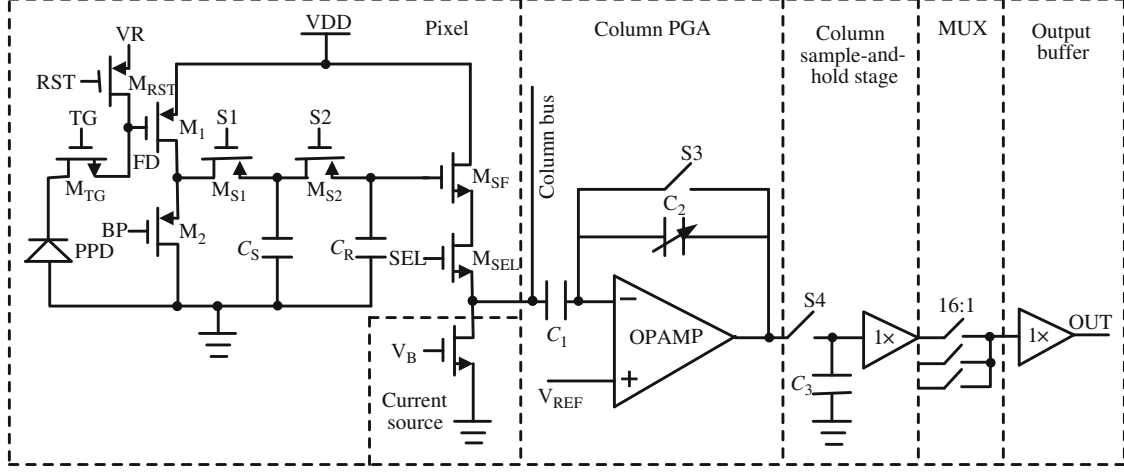 VDD
Pixel
Column PGA
Column
sample-and-
hold stage
MUX
Output
buffer
VR
RST
M_RST
TG
M_1
S1
S2
FD
M_TG
M_S1
M_S2
M_SF
BP
M_2
PPD
C_S
C_R
SEL
M_SEL
Column bus
S3
C_2
C_1
−
OPAMP
+
V_REF
S4
C_3
1×
16:1
1×
OUT
V_B
Current
source